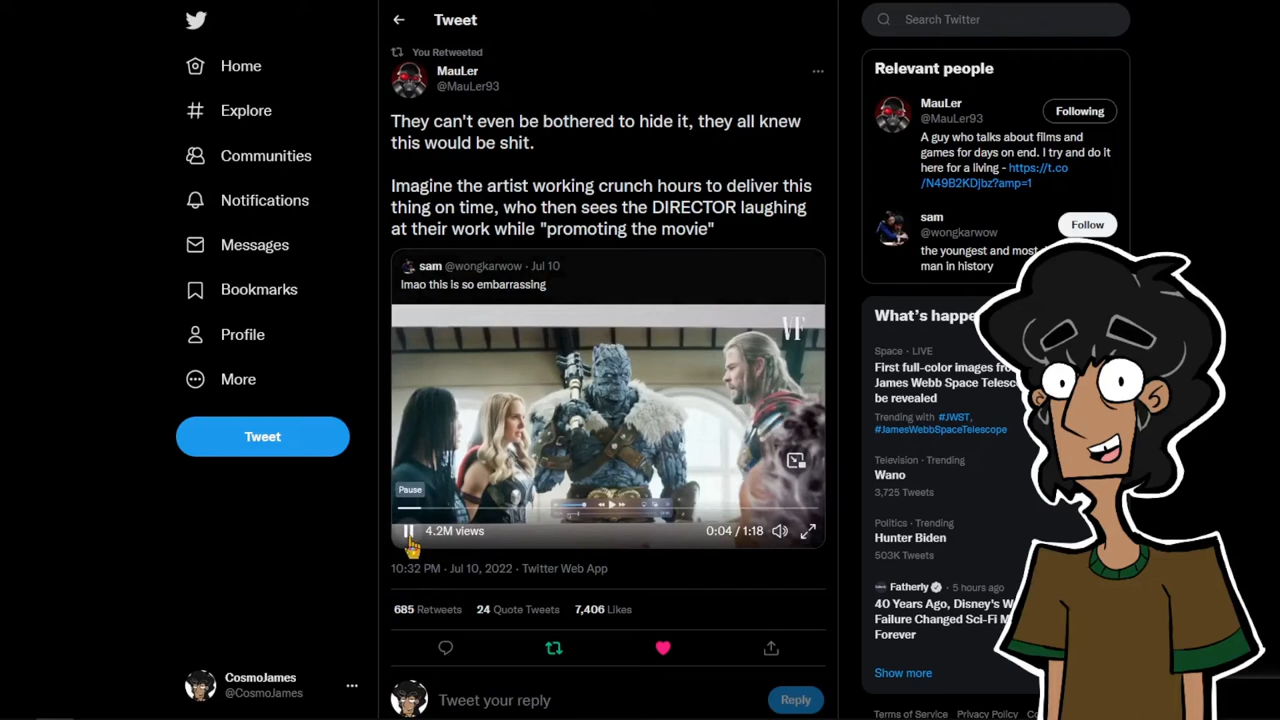 Home
Explore
Communities
Notifications
Messages
Bookmarks
Profile
More
Tweet
CosmoJames
@CosmoJames
Tweet
You Retweeted
MauLer
@MauLer93
They can't even be bothered to hide it, they all knew
this would be shit.
Imagine the artist working crunch hours to deliver this
thing on time, who then sees the DIRECTOR laughing
at their work while "promoting the movie"
sam @wongkarwow · Jul 10
lmao this is so embarrassing
VF
Pause
4.2M views
0:04 / 1:18
10:32 PM · Jul 10, 2022 · Twitter Web App
685 Retweets 24 Quote Tweets 7,406 Likes
Tweet your reply
Reply
Search Twitter
Relevant people
MauLer
@MauLer93
Following
A guy who talks about films and
games for days on end. I try and do it
here for a living - https://t.co
/N49B2KDjbz?amp=1
sam
@wongkarwow
Follow
the youngest and most
man in history
What's happe
Space · LIVE
First full-color images fro
James Webb Space Telesc
be revealed
Trending with #JWST,
#JamesWebbSpaceTelescope
Television · Trending
Wano
3,725 Tweets
Politics · Trending
Hunter Biden
503K Tweets
Fatherly · 5 hours ago
40 Years Ago, Disney's W
Failure Changed Sci-Fi M
Forever
Show more
Terms of Service Privacy Policy Co